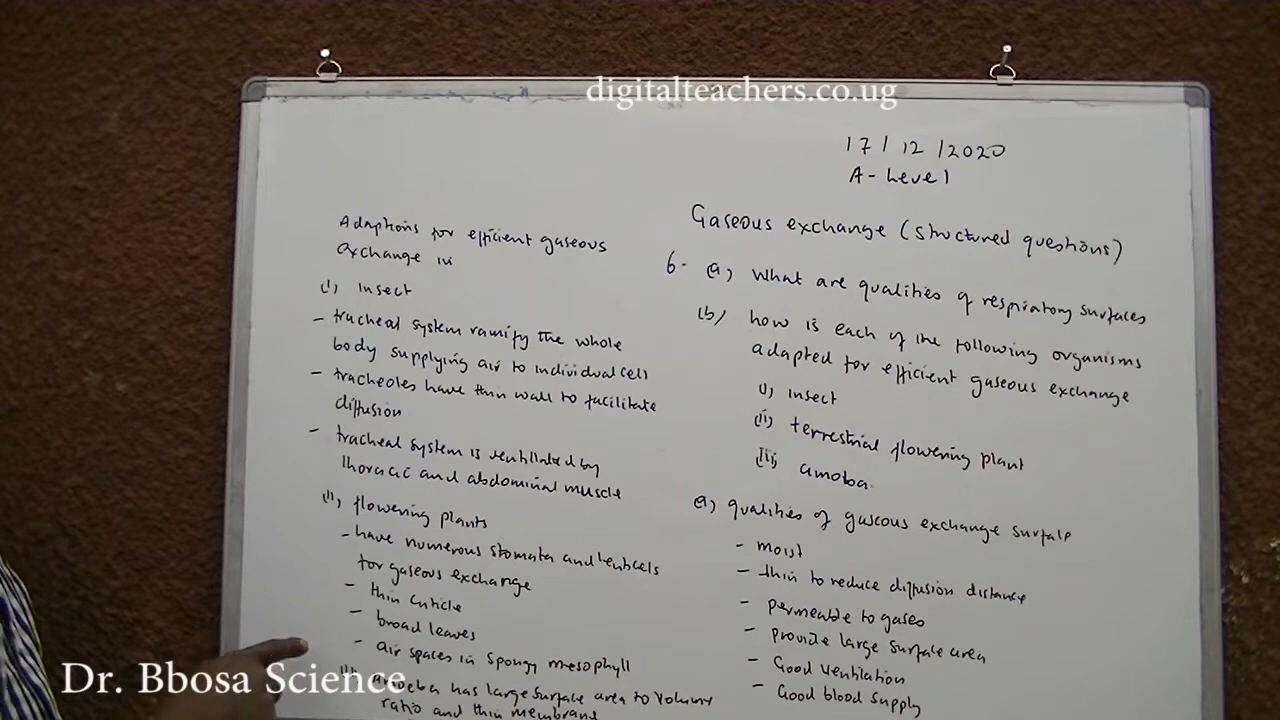 digitalteachers.co.ug
17/12/2020
A-Level
Gaseous exchange (structured questions)
6. (a) What are qualities of respiratory surfaces
(b) how is each of the following organisms
adapted for efficient gaseous exchange
(i) insect
(ii) terrestrial flowering plant
(iii) amoeba
a) qualities of gaseous exchange surface
- moist
- thin to reduce diffusion distance
- permeable to gases
- provide large surface area
- Good ventilation
- Good blood supply
Adaptions for efficient gaseous
exchange in
(i) insect
- tracheal system ramify the whole
body supplying air to individual cell
- tracheoles have thin wall to facilitate
diffusion
- tracheal system is ventilated by
thoracic and abdominal muscle
(ii) flowering plants
- have numerous stomata and lenticels
for gaseous exchange
- thin cuticle
- broad leaves
- air spaces in spongy mesophyll
amoeba has large surface area to volume
ratio and thin membrane
Dr. Bbosa Science